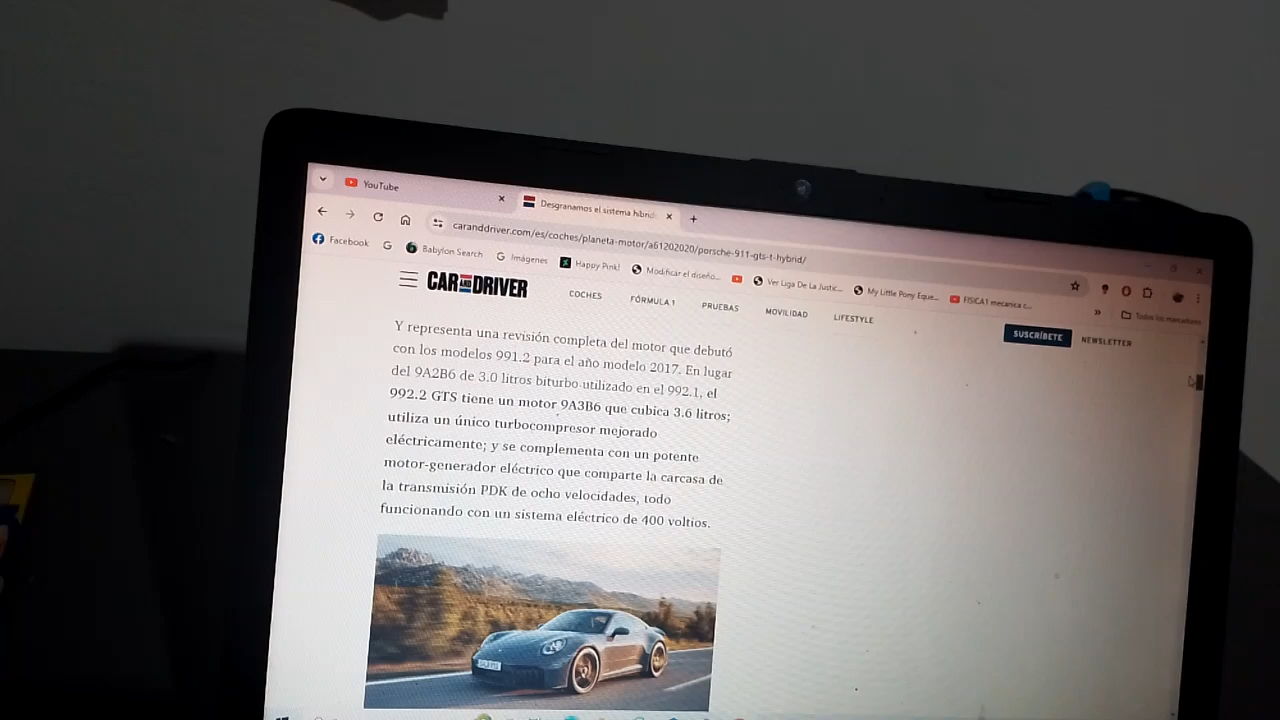 YouTube
Desgranamos el sistema híbrid
caranddriver.com/es/coches/planeta-motor/a61202020/porsche-911-gts-t-hybrid/
Facebook
Babylon Search
Imágenes
Happy Pink!
Modificar el diseño...
Ver Liga De La Justic...
My Little Pony Eque...
FISICA1 mecanica c...
Todos los marcadores
CAR AND DRIVER
COCHES
FÓRMULA 1
PRUEBAS
MOVILIDAD
LIFESTYLE
SUSCRÍBETE
NEWSLETTER
Y representa una revisión completa del motor que debutó
con los modelos 991.2 para el año modelo 2017. En lugar
del 9A2B6 de 3.0 litros biturbo utilizado en el 992.1, el
992.2 GTS tiene un motor 9A3B6 que cubica 3.6 litros;
utiliza un único turbocompresor mejorado
eléctricamente; y se complementa con un potente
motor-generador eléctrico que comparte la carcasa de
la transmisión PDK de ocho velocidades, todo
funcionando con un sistema eléctrico de 400 voltios.